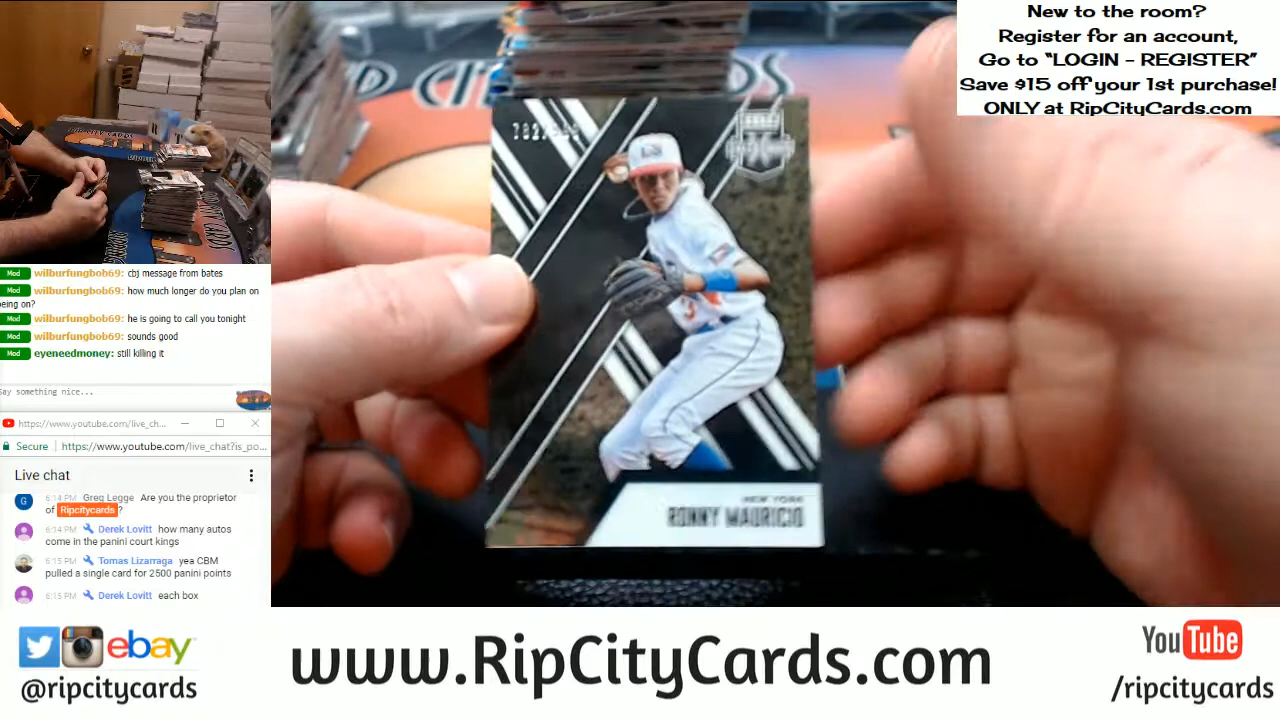 New to the room?
Register for an account,
Go to “LOGIN – REGISTER”
Save $15 off your 1st purchase!
ONLY at RipCityCards.com
Mod wilburfungbob69: cbj message from bates
Mod wilburfungbob69: how much longer do you plan on
being on?
Mod wilburfungbob69: he is going to call you tonight
Mod wilburfungbob69: sounds good
Mod eyeneedmoney: still killing it
Say something nice...
https://www.youtube.com/live_ch...
Secure https://www.youtube.com/live_chat?is_po...
Live chat
G 6:14 PM Greg Legge Are you the proprietor
of Ripcitycards ?
6:14 PM Derek Lovitt how many autos
come in the panini court kings
6:15 PM Tomas Lizarraga yea CBM
pulled a single card for 2500 panini points
6:15 PM Derek Lovitt each box
NEW YORK
RONNY MAURICIO
ebay
@ripcitycards
www.RipCityCards.com
YouTube
/ripcitycards